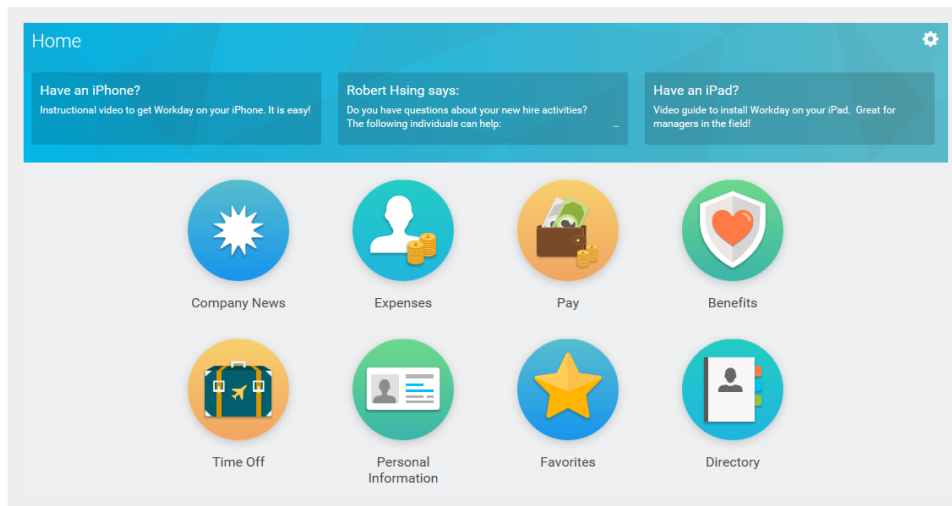 Home
Have an iPhone?
Instructional video to get Workday on your iPhone. It is easy!
Robert Hsing says:
Do you have questions about your new hire activities?
The following individuals can help:
...
Have an iPad?
Video guide to install Workday on your iPad. Great for
managers in the field!
Company News
Expenses
Pay
Benefits
Time Off
Personal
Information
Favorites
Directory